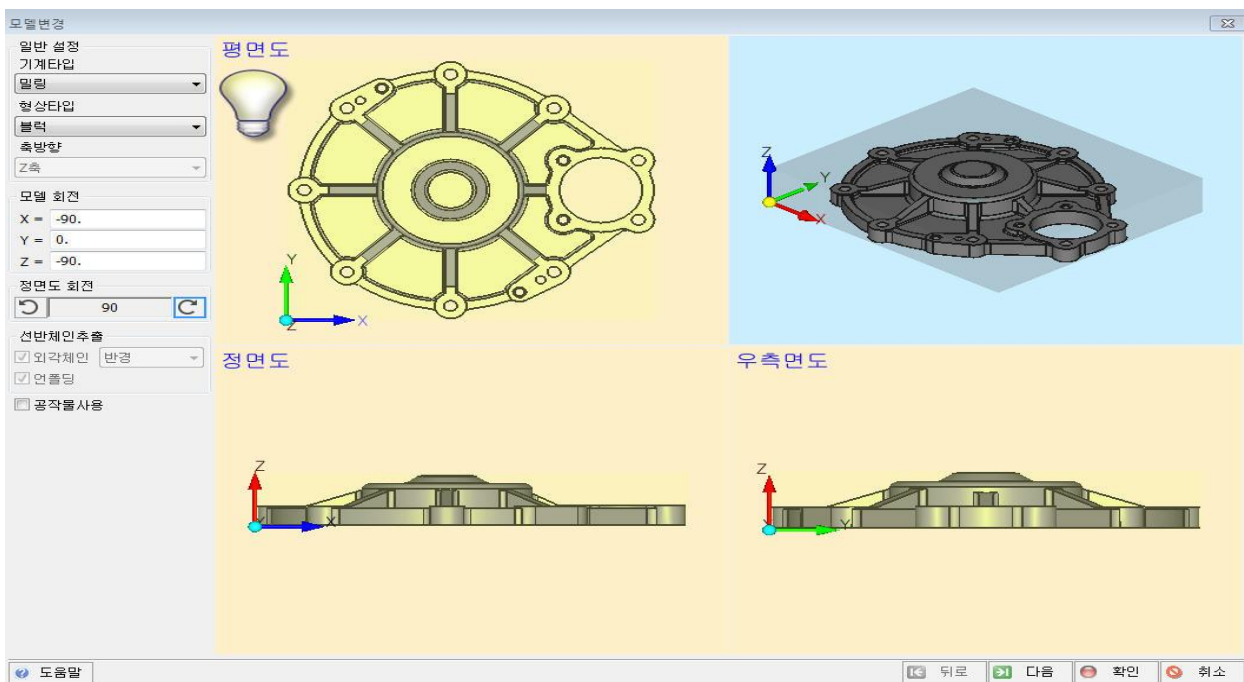 모델변경
일반 설정
기계타입
밀링
형상타입
블럭
축방향
Z축
모델 회전
X = -90.
Y = 0.
Z = -90.
정면도 회전
90
선반체인추출
외각체인 반경
언폴딩
공작물사용
평면도
Y
Z X
Z
Y
X
정면도
Z
X
우측면도
Z
Y
도움말
뒤로 다음 확인 취소